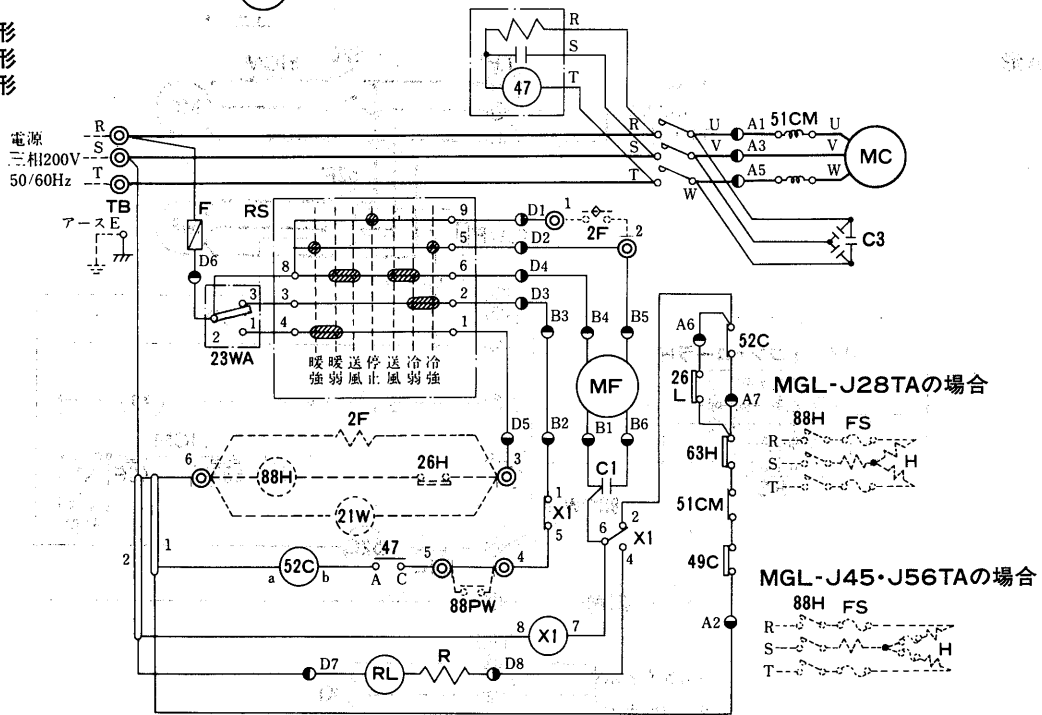 形
形
形
R
S
T
47
電源
三相200V
50/60Hz
R
S
T
TB
アースE
R
S
T
U
V
W
A1
A3
A5
51CM
U
V
W
MC
C3
F
D6
RS
3
1
2
23WA
8
3
4
9
5
6
2
1
暖強
暖弱
送風
停止
送風
冷弱
冷強
D1
D2
D4
D3
1
2F
2
B3
B4
B5
MF
B2
B1
B6
D5
C1
2F
6
88H
26H
3
21W
1
X1
5
6
2
X1
4
2
1
52C
a
b
47
A
C
5
4
88PW
8
X1
7
D7
RL
R
D8
A6
52C
26
L
A7
63H
51CM
49C
A2
MGL-J28TAの場合
88H
FS
R
S
T
H
MGL-J45・J56TAの場合
88H
FS
R
S
T
H